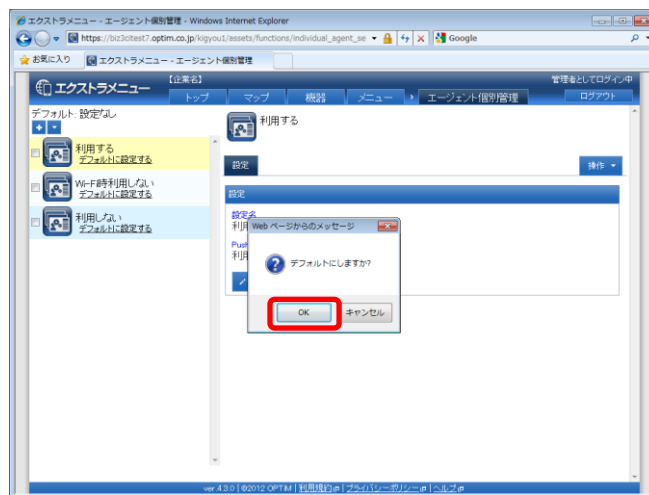 エクストラメニュー - エージェント個別管理 - Windows Internet Explorer
https://biz3citest7.optim.co.jp/kigyou1/assets/functions/individual_agent_se
Google
お気に入り
エクストラメニュー - エージェント個別管理
エクストラメニュー
【企業名】
管理者としてログイン中
トップ
マップ
機器
メニュー
エージェント個別管理
ログアウト
デフォルト: 設定なし
利用する
デフォルトに設定する
Wi-Fi時利用しない
デフォルトに設定する
利用しない
デフォルトに設定する
利用する
設定
操作
設定
設定名
利用
Push
利用
Web ページからのメッセージ
デフォルトにしますか?
OK
キャンセル
ver.4.9.0 | ©2012 OPTiM | 利用規約 | プライバシーポリシー | ヘルプ